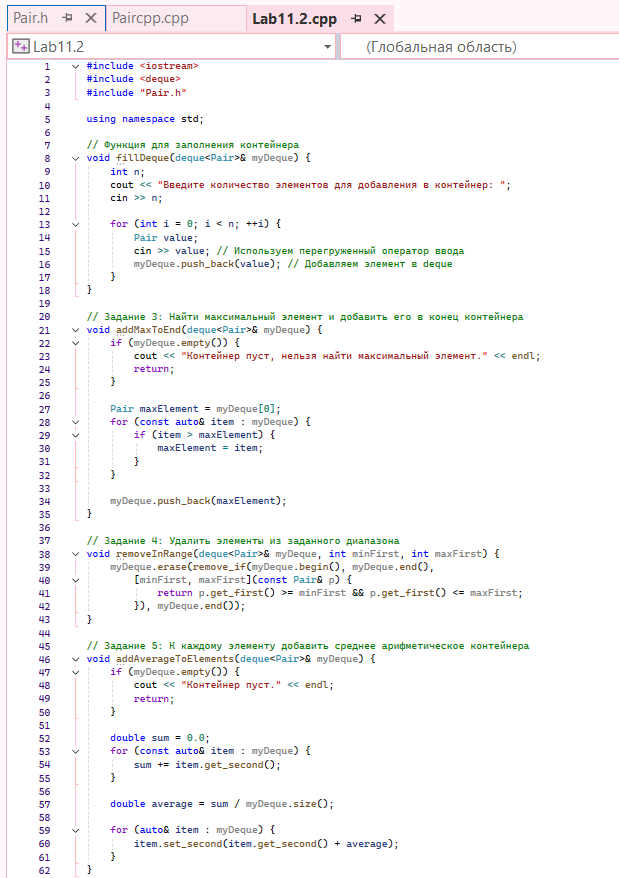 Pair.h Paircpp.cpp Lab11.2.cpp
Lab11.2 (Глобальная область)
1 #include <iostream>
2 #include <deque>
3 #include "Pair.h"
4
5 using namespace std;
6
7 // Функция для заполнения контейнера
8 void fillDeque(deque<Pair>& myDeque) {
9 int n;
10 cout << "Введите количество элементов для добавления в контейнер: ";
11 cin >> n;
12
13 for (int i = 0; i < n; ++i) {
14 Pair value;
15 cin >> value; // Используем перегруженный оператор ввода
16 myDeque.push_back(value); // Добавляем элемент в deque
17 }
18 }
19
20 // Задание 3: Найти максимальный элемент и добавить его в конец контейнера
21 void addMaxToEnd(deque<Pair>& myDeque) {
22 if (myDeque.empty()) {
23 cout << "Контейнер пуст, нельзя найти максимальный элемент." << endl;
24 return;
25 }
26
27 Pair maxElement = myDeque[0];
28 for (const auto& item : myDeque) {
29 if (item > maxElement) {
30 maxElement = item;
31 }
32 }
33
34 myDeque.push_back(maxElement);
35 }
36
37 // Задание 4: Удалить элементы из заданного диапазона
38 void removeInRange(deque<Pair>& myDeque, int minFirst, int maxFirst) {
39 myDeque.erase(remove_if(myDeque.begin(), myDeque.end(),
40 [minFirst, maxFirst](const Pair& p) {
41 return p.get_first() >= minFirst && p.get_first() <= maxFirst;
42 }), myDeque.end());
43 }
44
45 // Задание 5: К каждому элементу добавить среднее арифметическое контейнера
46 void addAverageToElements(deque<Pair>& myDeque) {
47 if (myDeque.empty()) {
48 cout << "Контейнер пуст." << endl;
49 return;
50 }
51
52 double sum = 0.0;
53 for (const auto& item : myDeque) {
54 sum += item.get_second();
55 }
56
57 double average = sum / myDeque.size();
58
59 for (auto& item : myDeque) {
60 item.set_second(item.get_second() + average);
61 }
62 }